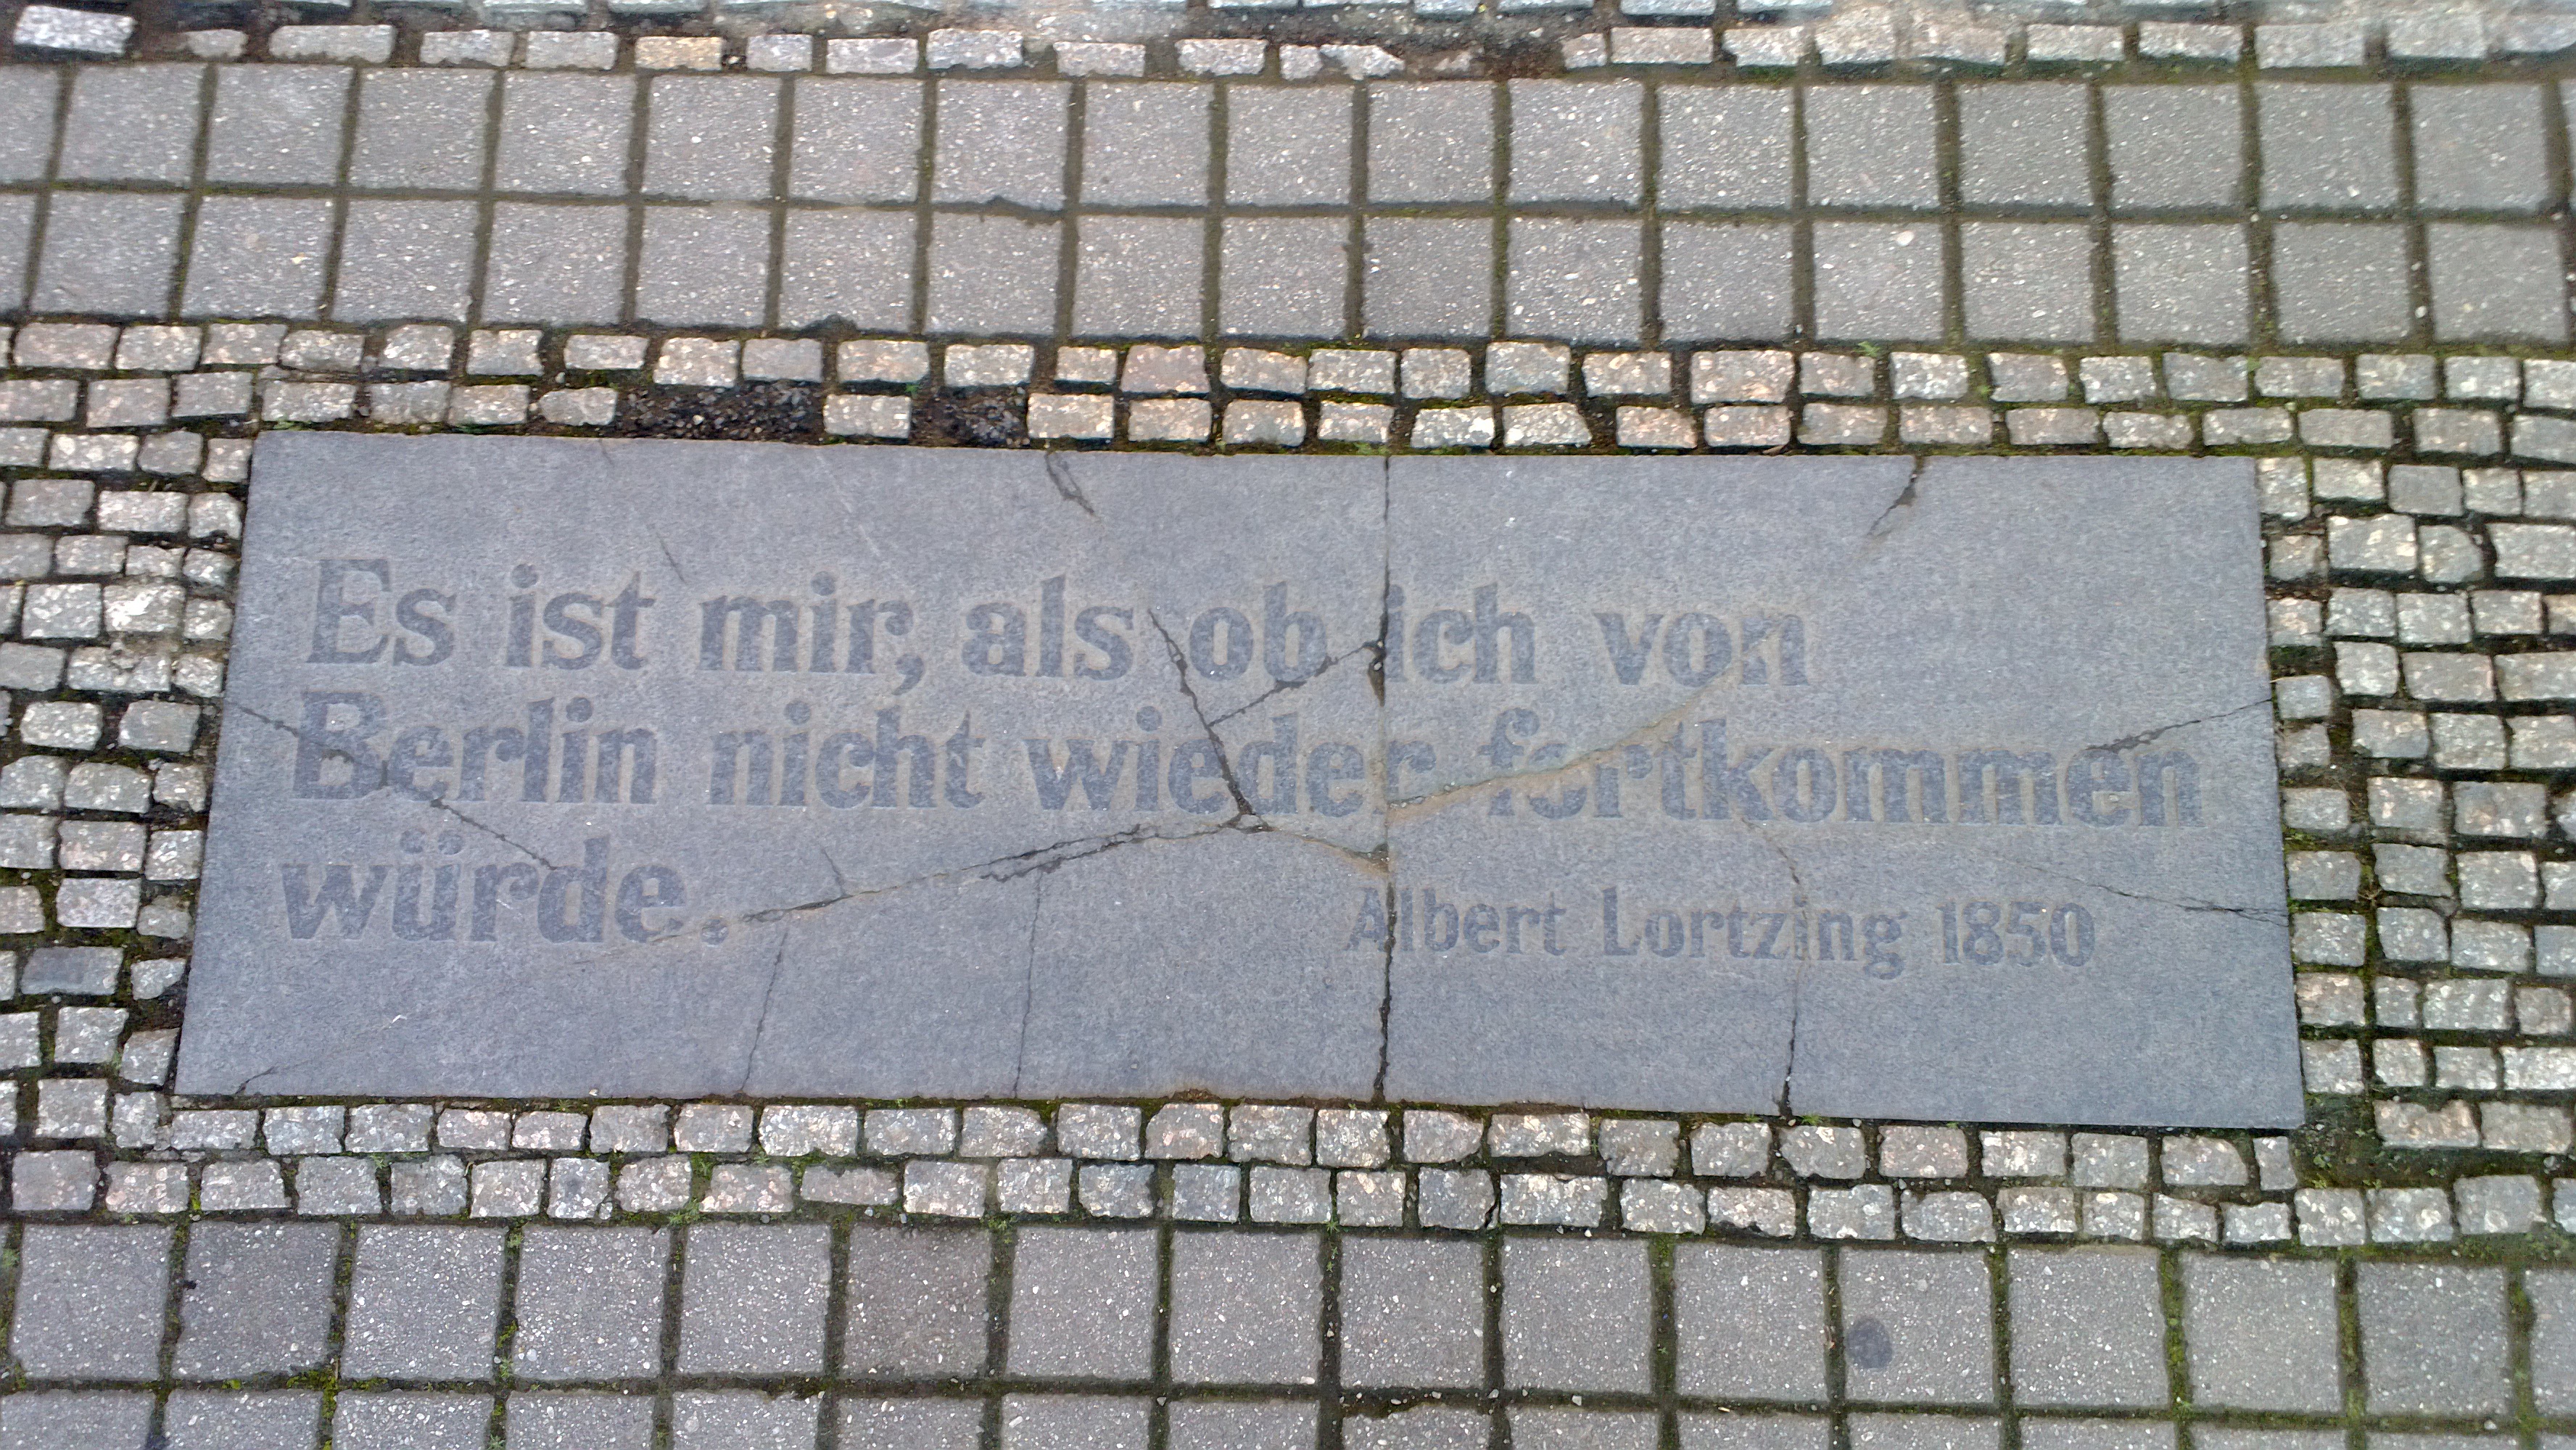 Es ist mir, als ob ich von
Berlin nicht wieder fortkommen
würde.
Albert Lortzing 1850